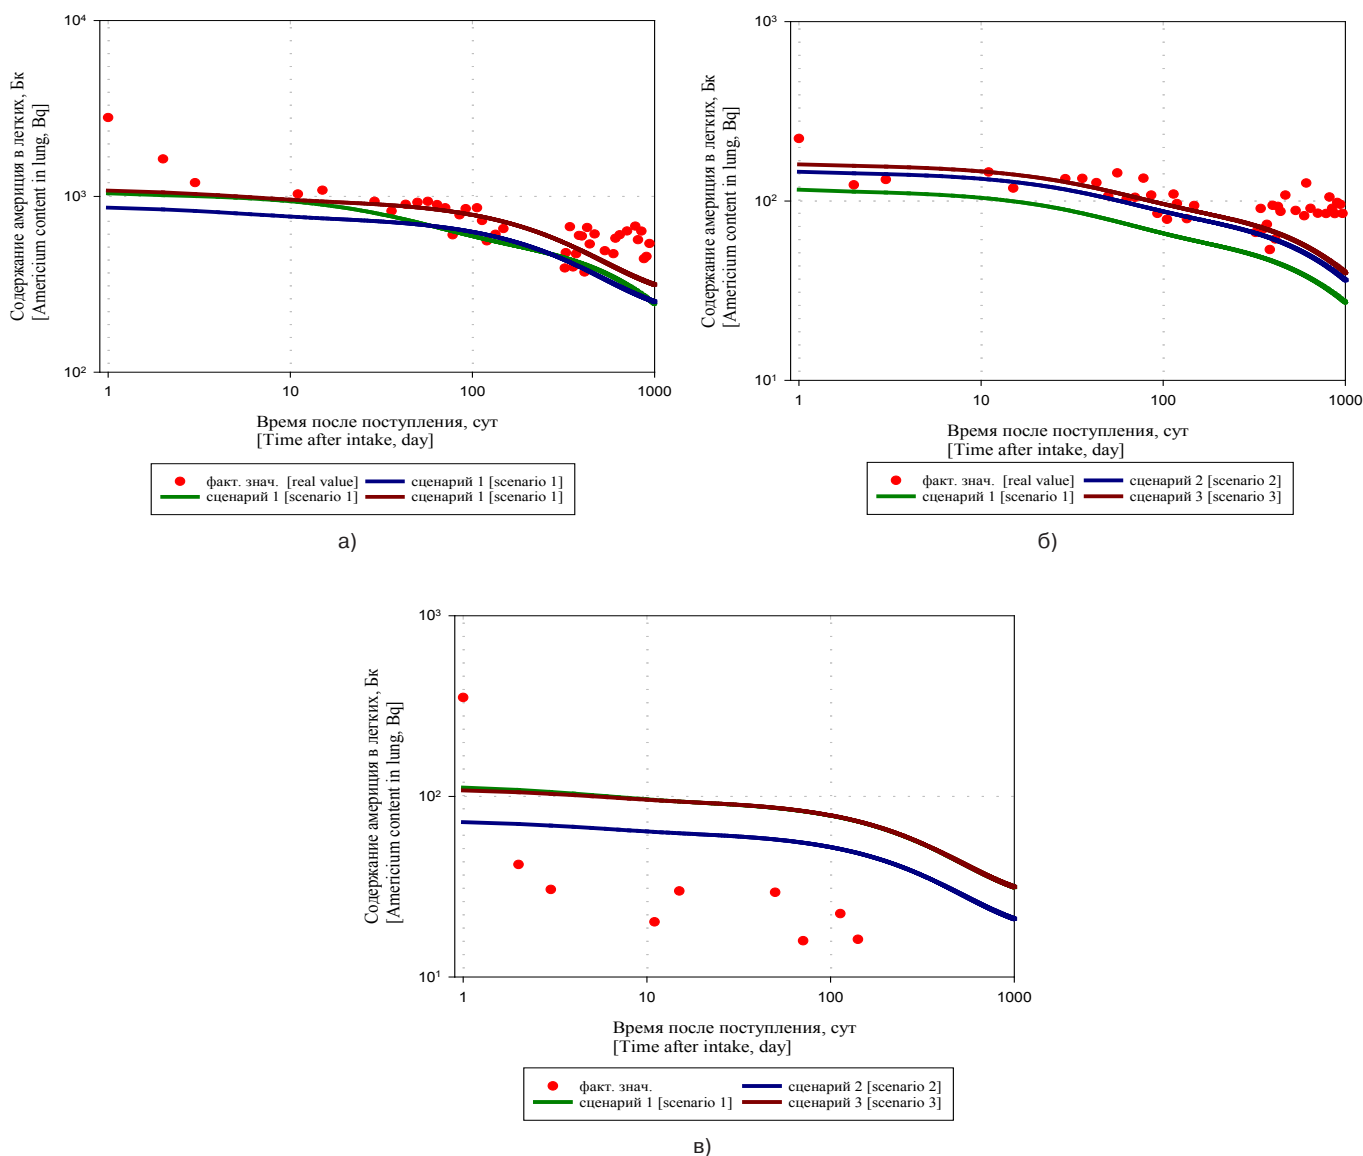 10⁴
10³
10²
1
10
100
1000
Содержание америция в легких, Бк
[Americium content in lung, Bq]
Время после поступления, сут
[Time after intake, day]
факт. знач. [real value]
сценарий 1 [scenario 1]
сценарий 1 [scenario 1]
сценарий 1 [scenario 1]
а)
10³
10²
10¹
1
10
100
1000
Содержание америция в легких, Бк
[Americium content in lung, Bq]
Время после поступления, сут
[Time after intake, day]
факт. знач. [real value]
сценарий 2 [scenario 2]
сценарий 1 [scenario 1]
сценарий 3 [scenario 3]
б)
10³
10²
10¹
1
10
100
1000
Содержание америция в легких, Бк
[Americium content in lung, Bq]
Время после поступления, сут
[Time after intake, day]
факт. знач.
сценарий 2 [scenario 2]
сценарий 1 [scenario 1]
сценарий 3 [scenario 3]
в)